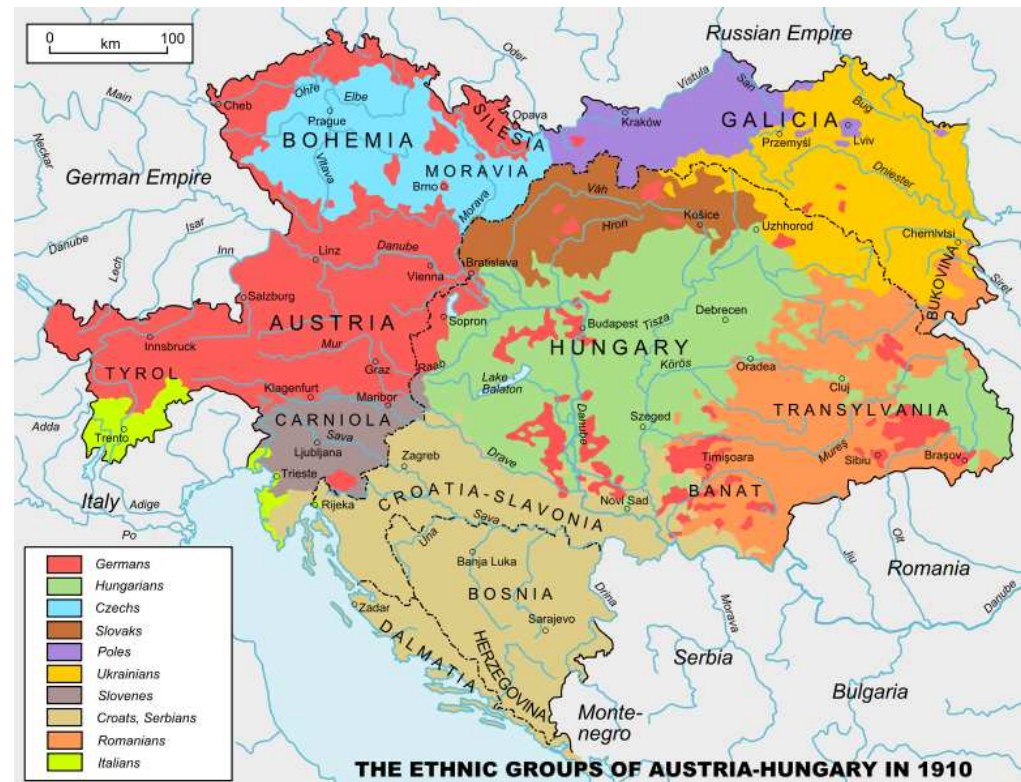 0 100
km
Russian Empire
Oder
Vistula
San
Main
Cheb
Ohře
Elbe
Prague
BOHEMIA
Vltava
SILESIA
Opava
Kraków
GALICIA
Bug
Przemyśl
Lviv
Neckar
German Empire
MORAVIA
Brno
Morava
Dniester
Váh
Hron
Košice
Uzhhorod
Chernivtsi
BUKOVINA
Siret
Danube
Isar
Lech
Inn
Linz
Danube
Vienna
Bratislava
Salzburg
AUSTRIA
Sopron
Budapest
Tisza
Debrecen
Innsbruck
Mur
HUNGARY
TYROL
Graz
Raab
Körös
Oradea
Cluj
Klagenfurt
Maribor
Lake
Balaton
TRANSYLVANIA
Adda
Trento
CARNIOLA
Sava
Ljubljana
Danube
Szeged
Mureş
Drave
Zagreb
Timişoara
Sibiu
Braşov
Trieste
Italy
Adige
Po
Rijeka
CROATIA-SLAVONIA
Novi Sad
BANAT
Sava
Una
Jiu
Olt
Banja Luka
Romania
BOSNIA
Drina
Zadar
Morava
Danube
Sarajevo
DALMATIA
HERZEGOVINA
Serbia
Bulgaria
Monte-
negro
Germans
Hungarians
Czechs
Slovaks
Poles
Ukrainians
Slovenes
Croats, Serbians
Romanians
Italians
THE ETHNIC GROUPS OF AUSTRIA-HUNGARY IN 1910